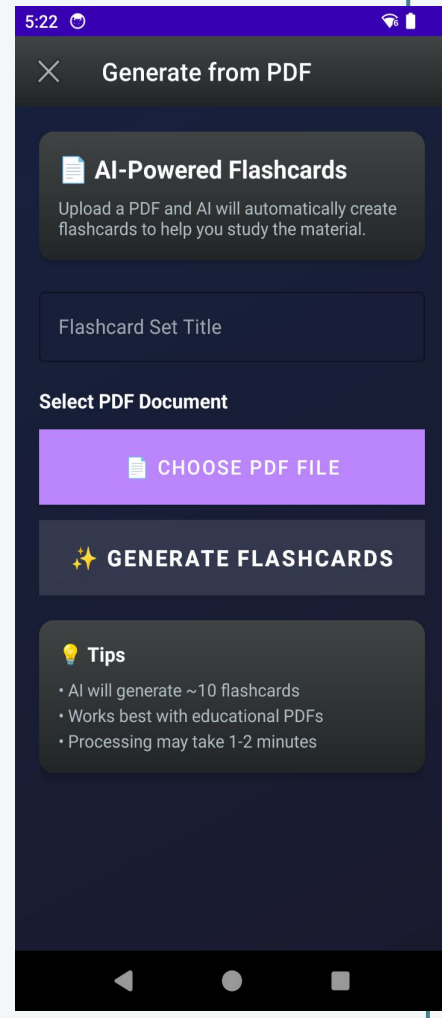 5:22
Generate from PDF
📄 AI-Powered Flashcards
Upload a PDF and AI will automatically create
flashcards to help you study the material.
Flashcard Set Title
Select PDF Document
📄 CHOOSE PDF FILE
✨ GENERATE FLASHCARDS
💡 Tips
• AI will generate ~10 flashcards
• Works best with educational PDFs
• Processing may take 1-2 minutes